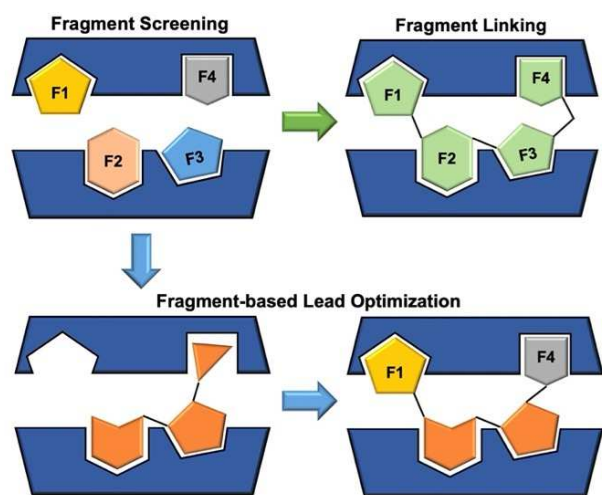 Fragment Screening
Fragment Linking
F1
F4
F2
F3
F1
F4
F2
F3
Fragment-based Lead Optimization
F1
F4